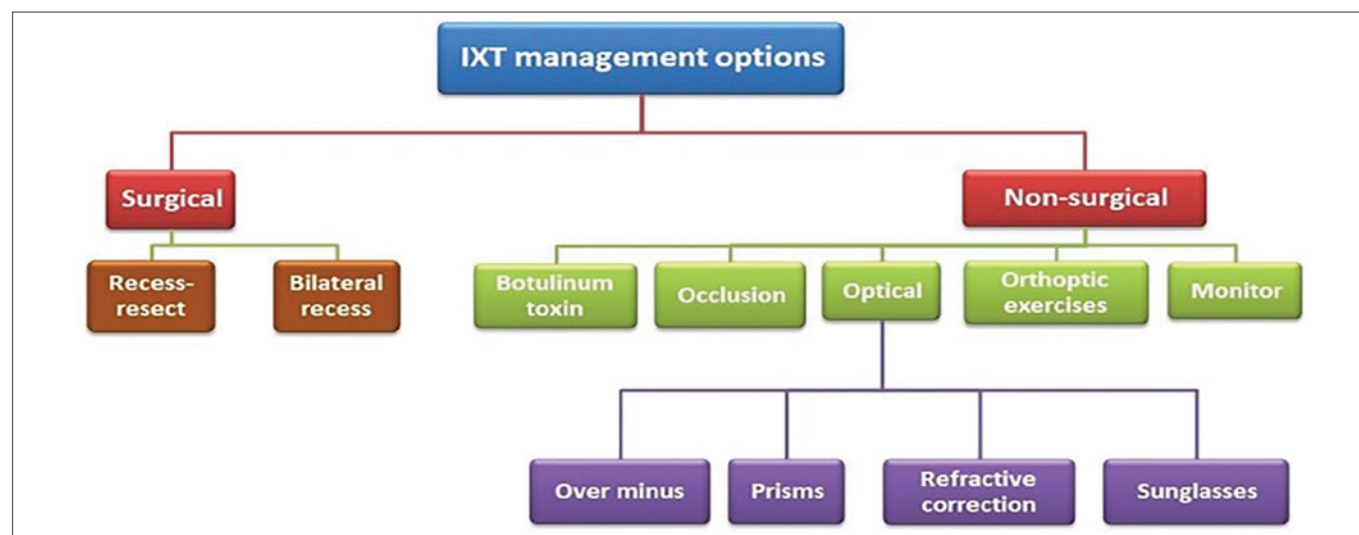 IXT management options
Surgical
Non-surgical
Recess-
resect
Bilateral
recess
Botulinum
toxin
Occlusion
Optical
Orthoptic
exercises
Monitor
Over minus
Prisms
Refractive
correction
Sunglasses